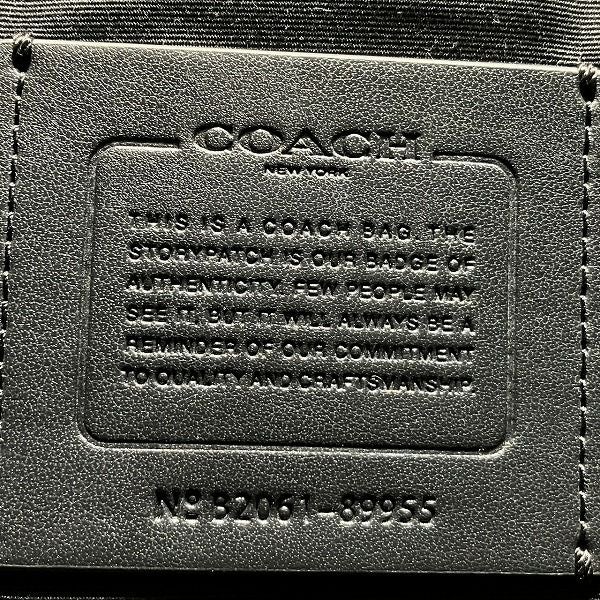 COACH
NEW YORK
THIS IS A COACH BAG. THE
STORYPATCH IS OUR BADGE OF
AUTHENTICITY. FEW PEOPLE MAY
SEE IT, BUT IT WILL ALWAYS BE A
REMINDER OF OUR COMMITMENT
TO QUALITY AND CRAFTSMANSHIP.
Nº B2061-89955